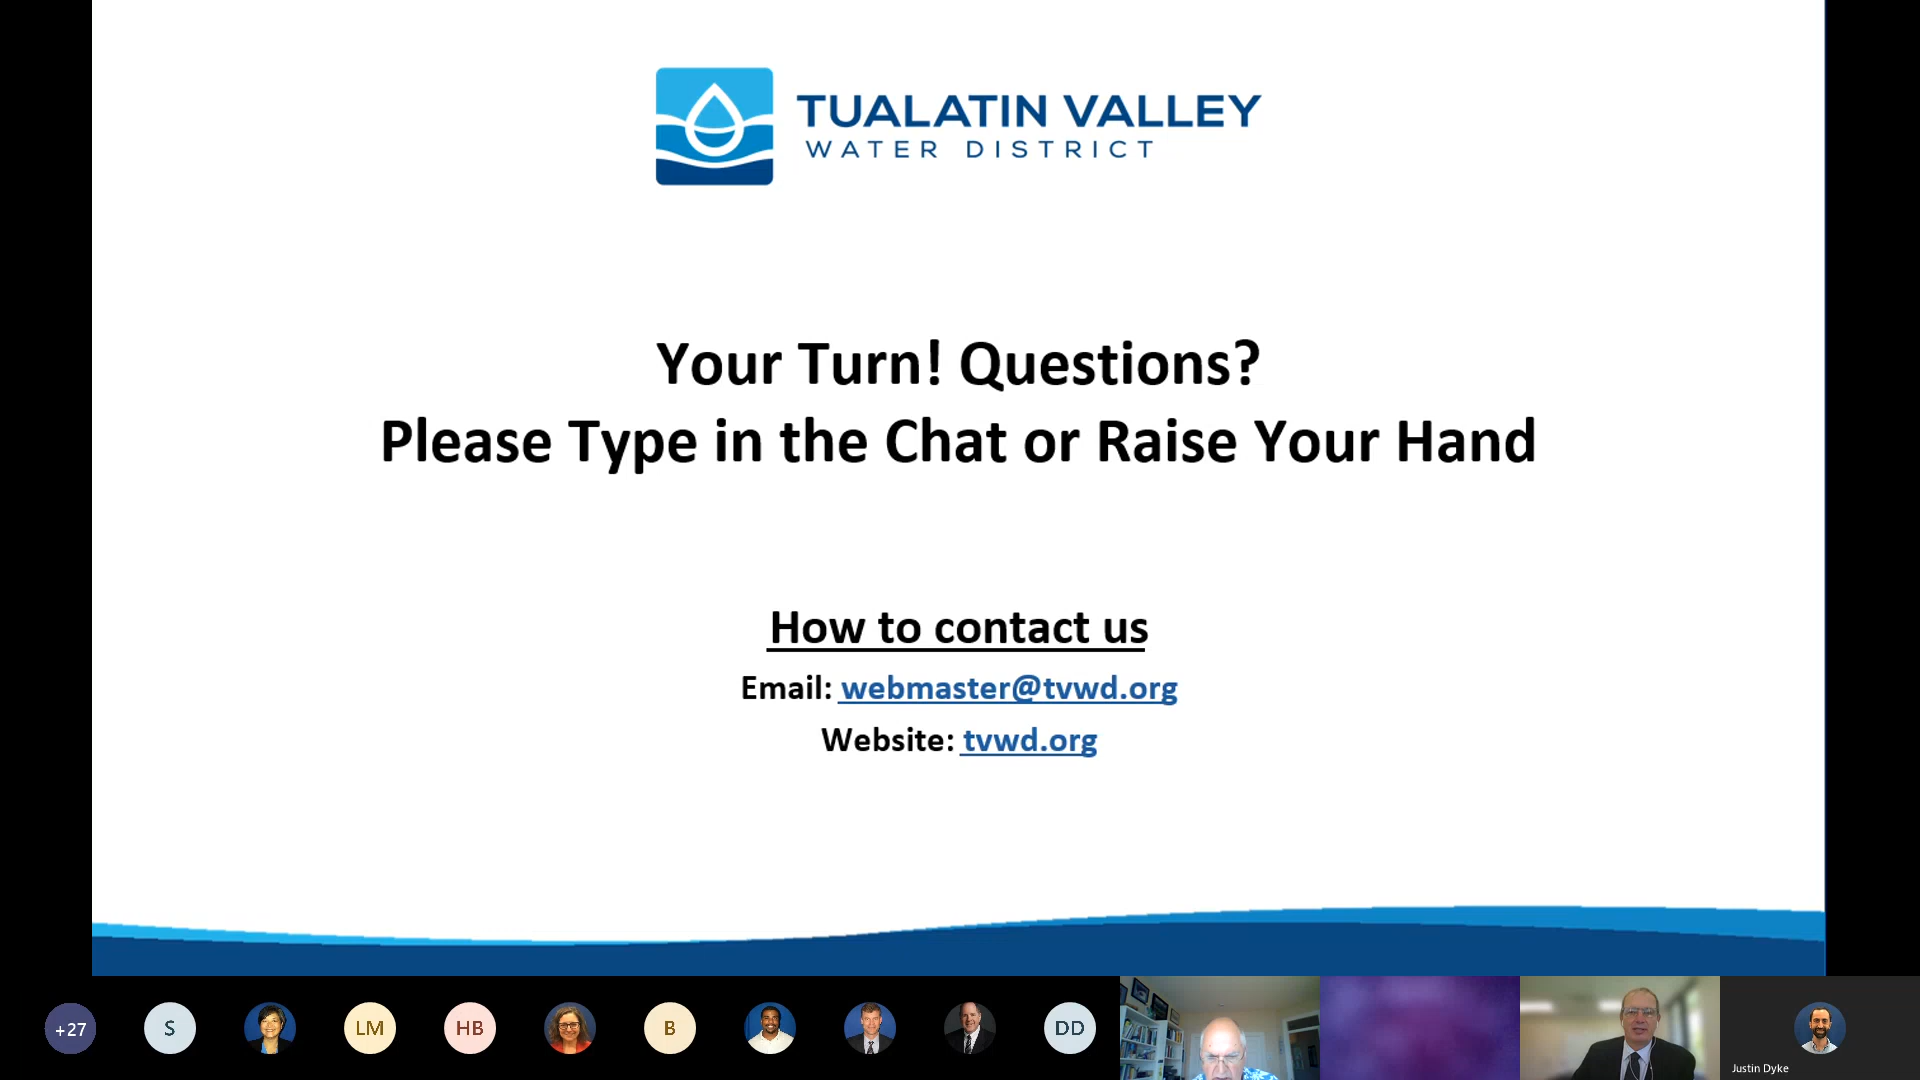 TUALATIN VALLEY
WATER DISTRICT
Your Turn! Questions?
Please Type in the Chat or Raise Your Hand
How to contact us
Email: webmaster@tvwd.org
Website: tvwd.org
+27
S
LM
HB
B
DD
Justin Dyke